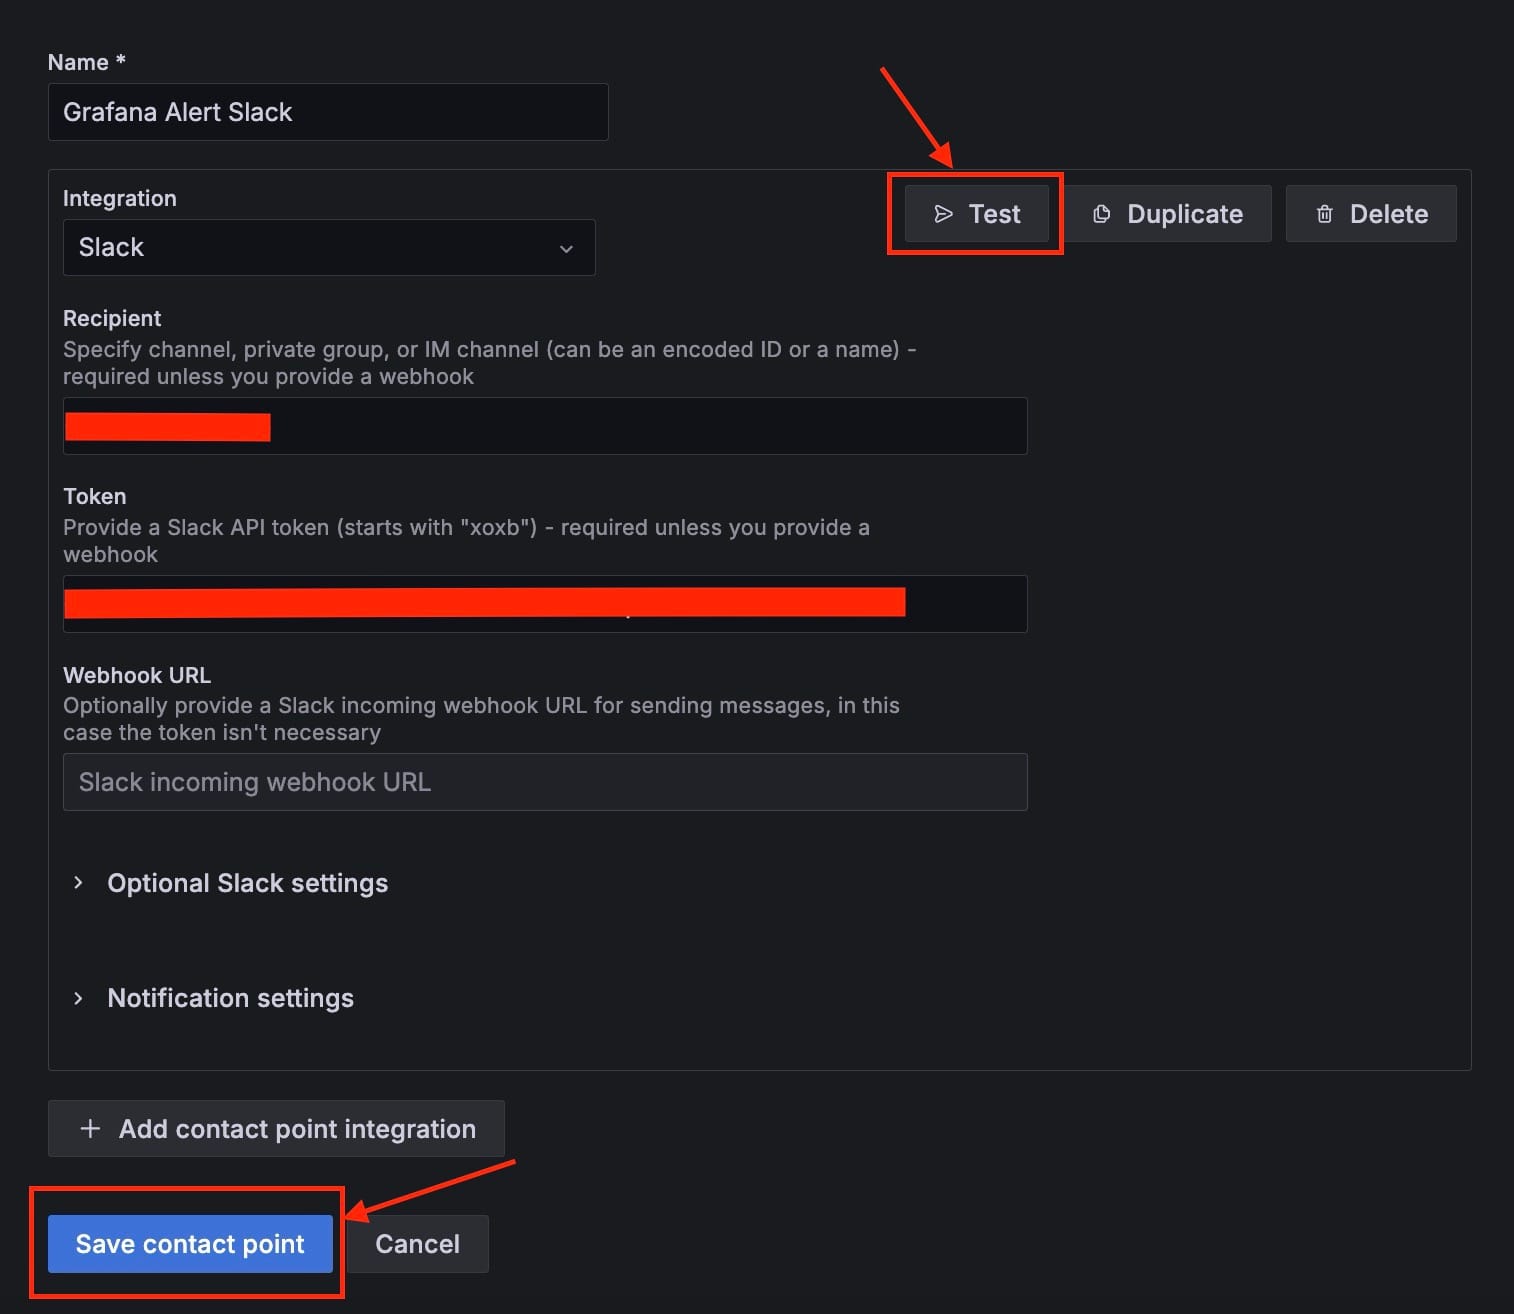 Name *
Grafana Alert Slack
Integration
Slack
Test
Duplicate
Delete
Recipient
Specify channel, private group, or IM channel (can be an encoded ID or a name) -
required unless you provide a webhook
Token
Provide a Slack API token (starts with "xoxb") - required unless you provide a
webhook
Webhook URL
Optionally provide a Slack incoming webhook URL for sending messages, in this
case the token isn't necessary
Slack incoming webhook URL
Optional Slack settings
Notification settings
Add contact point integration
Save contact point
Cancel